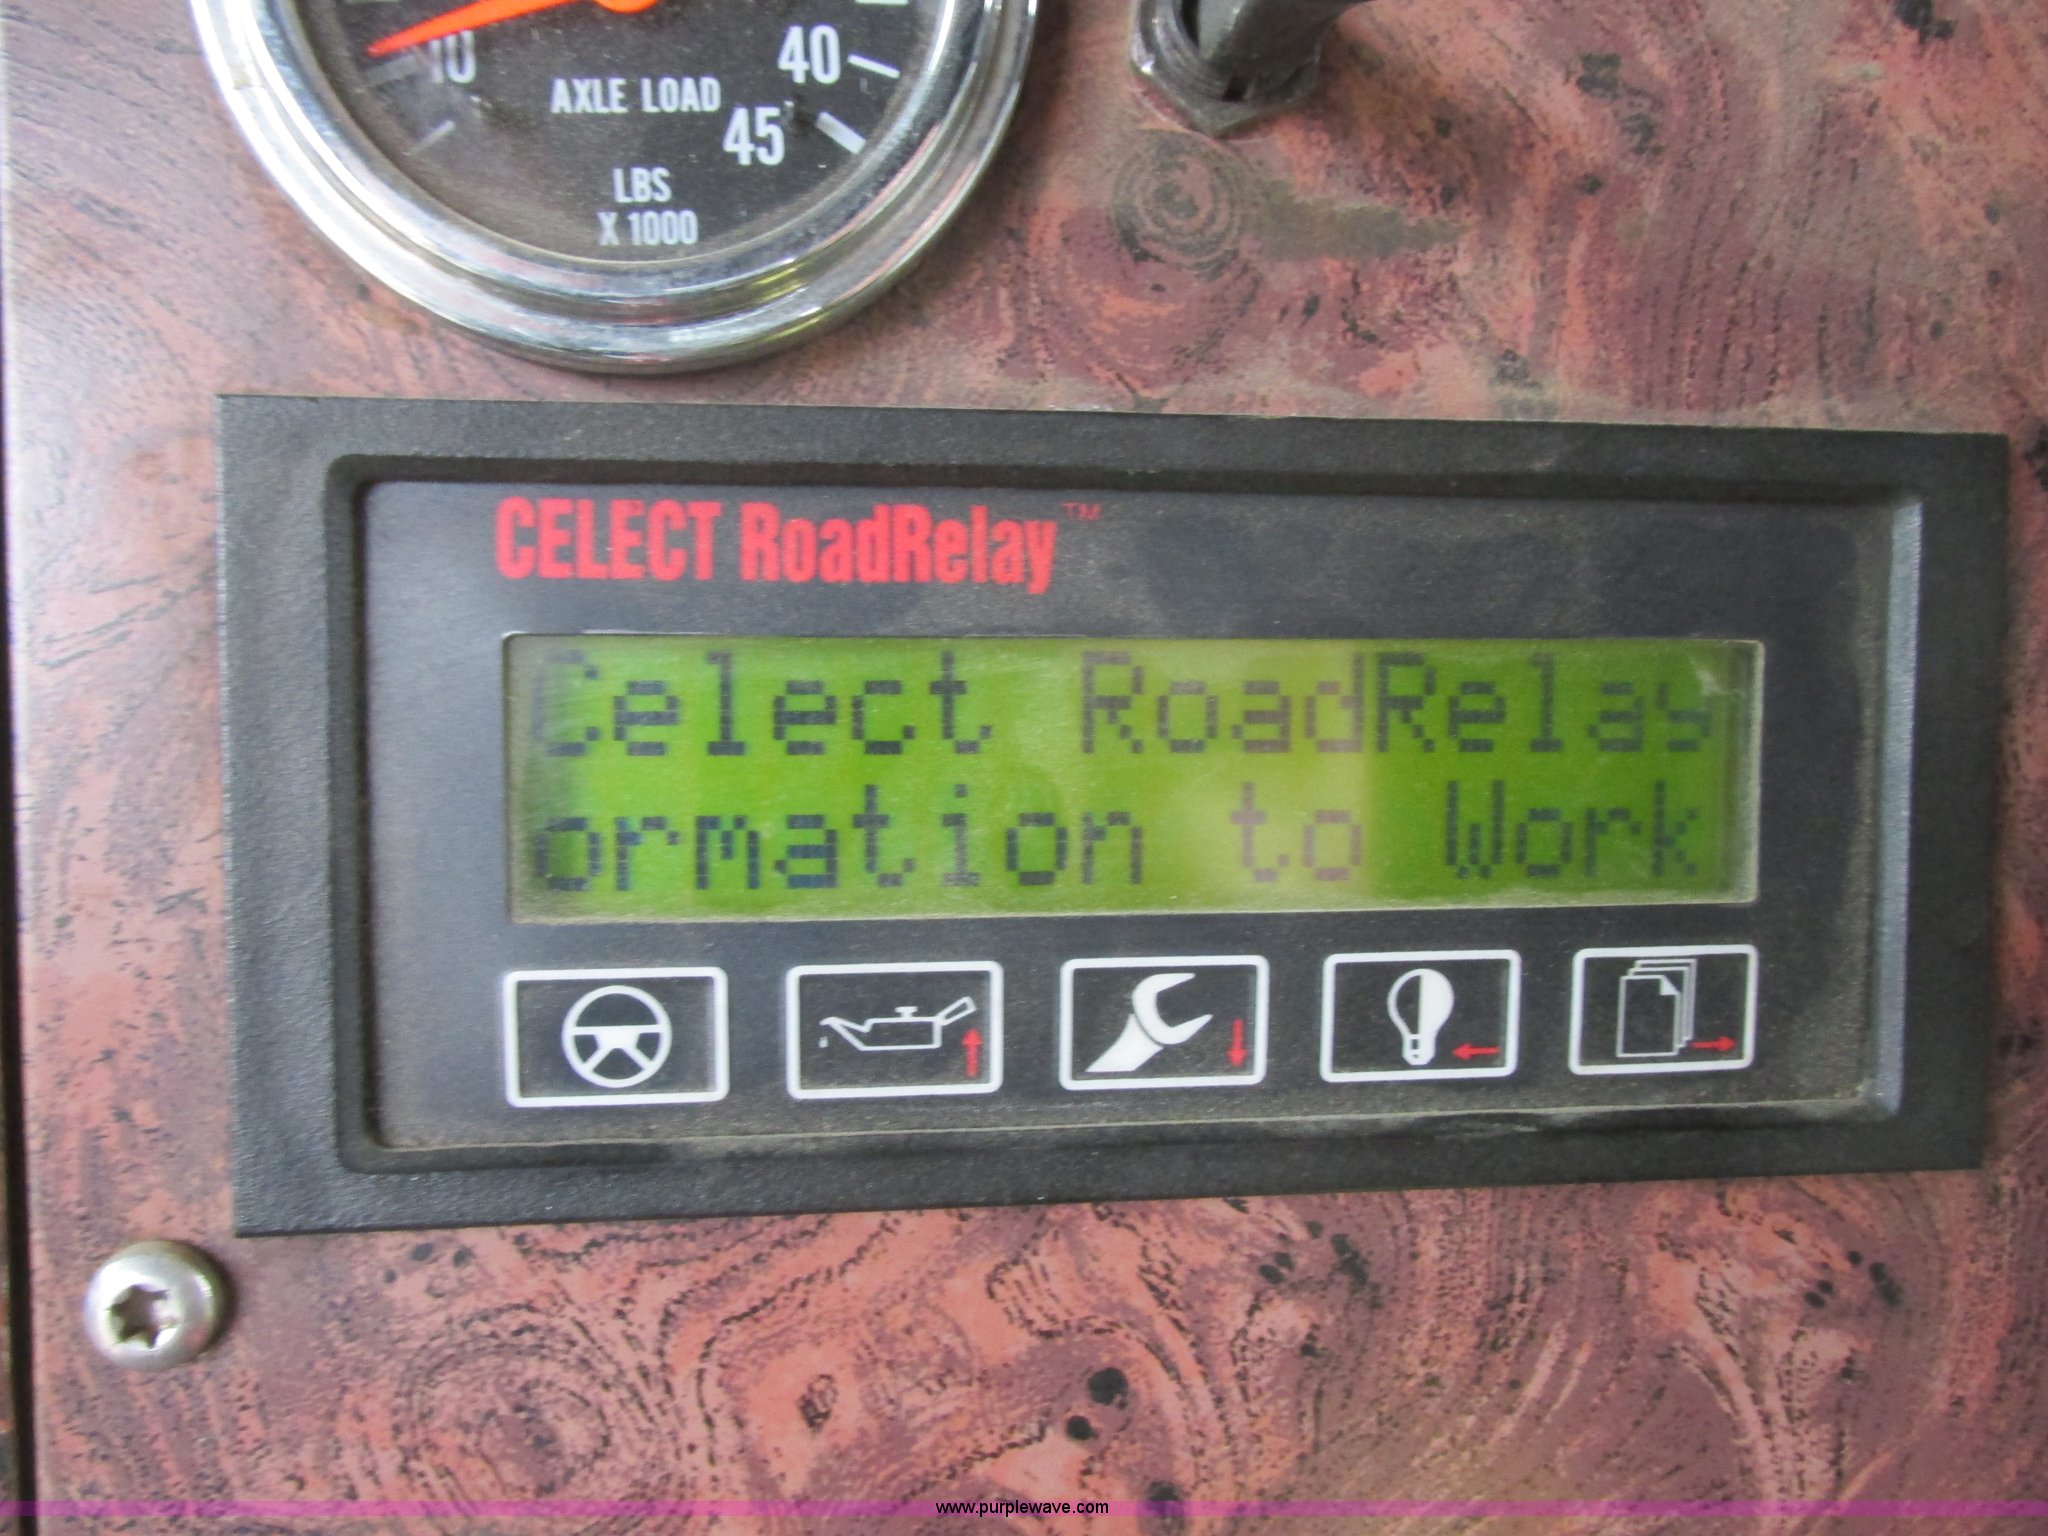 10
40
AXLE LOAD
45
LBS
X 1000
CELECT RoadRelay™
Celect RoadRelay
ormation to Work
www.purplewave.com